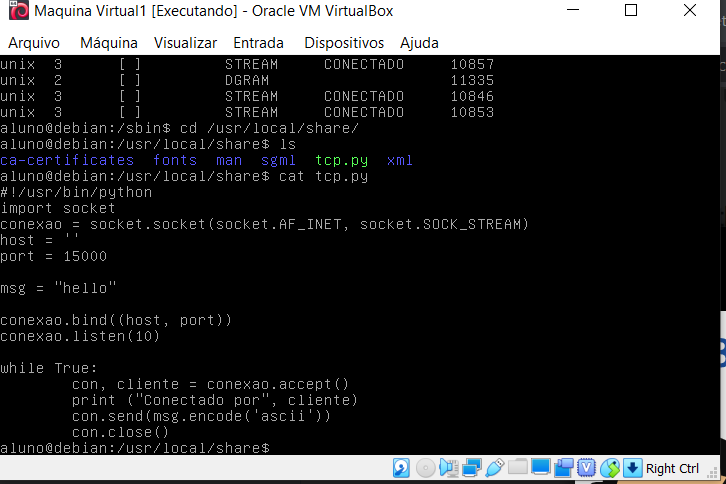 Maquina Virtual1 [Executando] - Oracle VM VirtualBox
Arquivo Máquina Visualizar Entrada Dispositivos Ajuda
unix 3 [ ] STREAM CONECTADO 10857
unix 2 [ ] DGRAM 11335
unix 3 [ ] STREAM CONECTADO 10846
unix 3 [ ] STREAM CONECTADO 10853
aluno@debian:/sbin$ cd /usr/local/share/
aluno@debian:/usr/local/share$ ls
ca-certificates fonts man sgml tcp.py xml
aluno@debian:/usr/local/share$ cat tcp.py
#!/usr/bin/python
import socket
conexao = socket.socket(socket.AF_INET, socket.SOCK_STREAM)
host = ''
port = 15000
msg = "hello"
conexao.bind((host, port))
conexao.listen(10)
while True:
        con, cliente = conexao.accept()
        print ("Conectado por", cliente)
        con.send(msg.encode('ascii'))
        con.close()
aluno@debian:/usr/local/share$
Right Ctrl